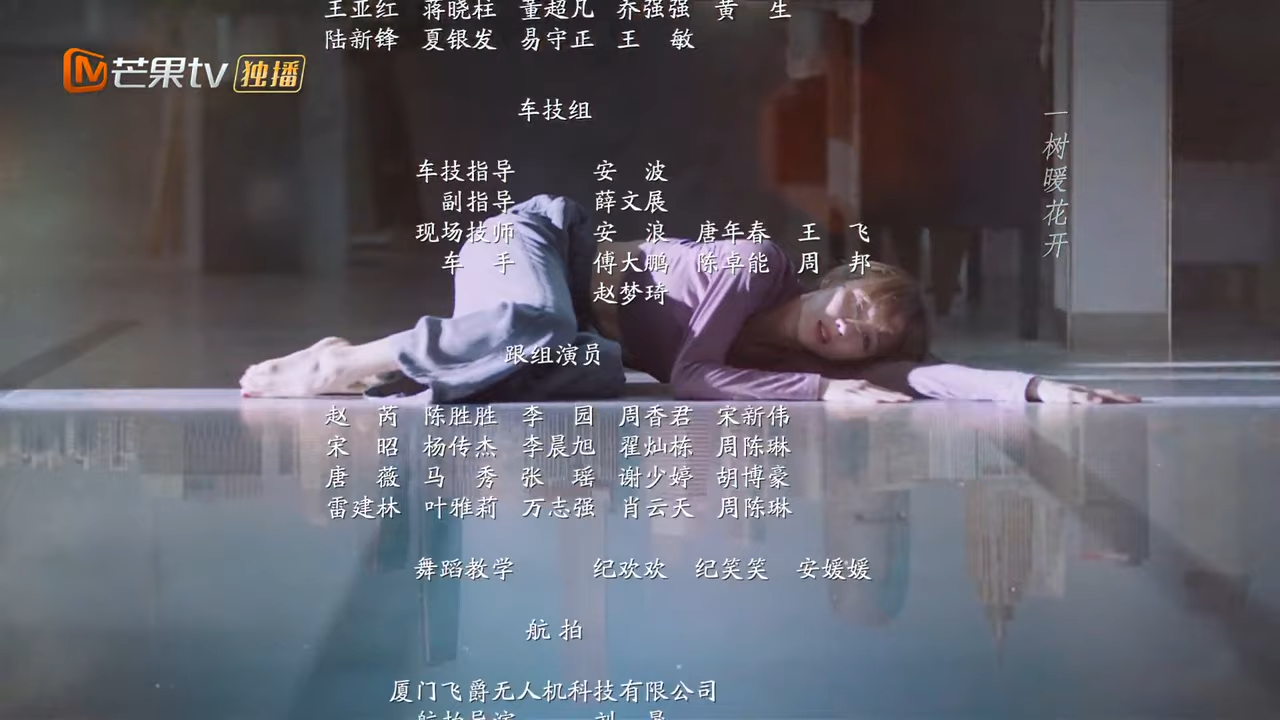 王亚红 蒋晓柱 董超凡 乔强强 黄生
陆新锋 夏银发 易守正 王敏
芒果tv 独播
车技组
一树暖花开
车技指导 安波
副指导 薛文展
现场技师 安浪 唐年春 王飞
车手 傅大鹏 陈卓能 周邦
赵梦琦
跟组演员
赵芮 陈胜胜 李园 周香君 宋新伟
宋昭 杨传杰 李晨旭 翟灿栋 周陈琳
唐薇 马秀 张瑶 谢少婷 胡博豪
雷建林 叶雅莉 万志强 肖云天 周陈琳
舞蹈教学 纪欢欢 纪笑笑 安媛媛
航拍
厦门飞爵无人机科技有限公司
航拍导演 刘